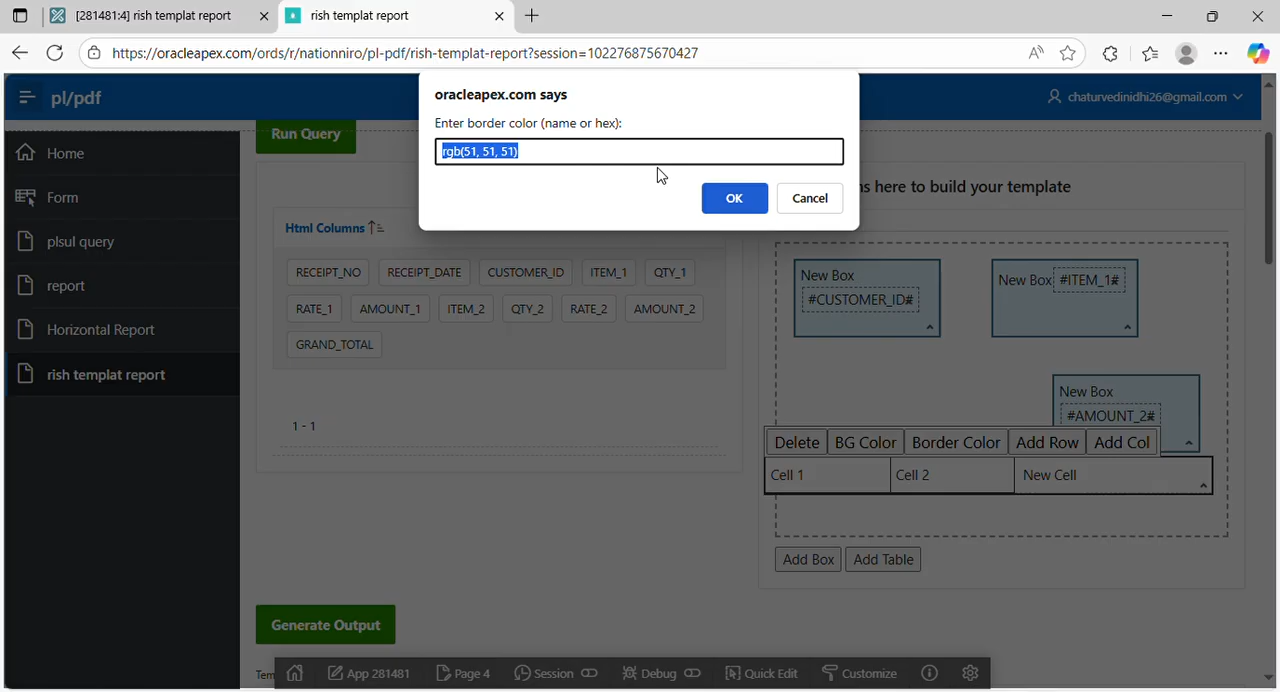 [281481:4] rish templat report
rish templat report
https://oracleapex.com/ords/r/nationniro/pl-pdf/rish-templat-report?session=102276875670427
pl/pdf
chaturvedinidhi26@gmail.com
oracleapex.com says
Enter border color (name or hex):
rgb(51, 51, 51)
OK
Cancel
Home
Form
plsul query
report
Horizontal Report
rish templat report
Run Query
Html Columns
RECEIPT_NO RECEIPT_DATE CUSTOMER_ID ITEM_1 QTY_1
RATE_1 AMOUNT_1 ITEM_2 QTY_2 RATE_2 AMOUNT_2
GRAND_TOTAL
1 - 1
here to build your template
New Box
#CUSTOMER_ID#
New Box #ITEM_1#
New Box
#AMOUNT_2#
Delete BG Color Border Color Add Row Add Col
Cell 1 Cell 2 New Cell
Add Box Add Table
Generate Output
App 281481 Page 4 Session Debug Quick Edit Customize